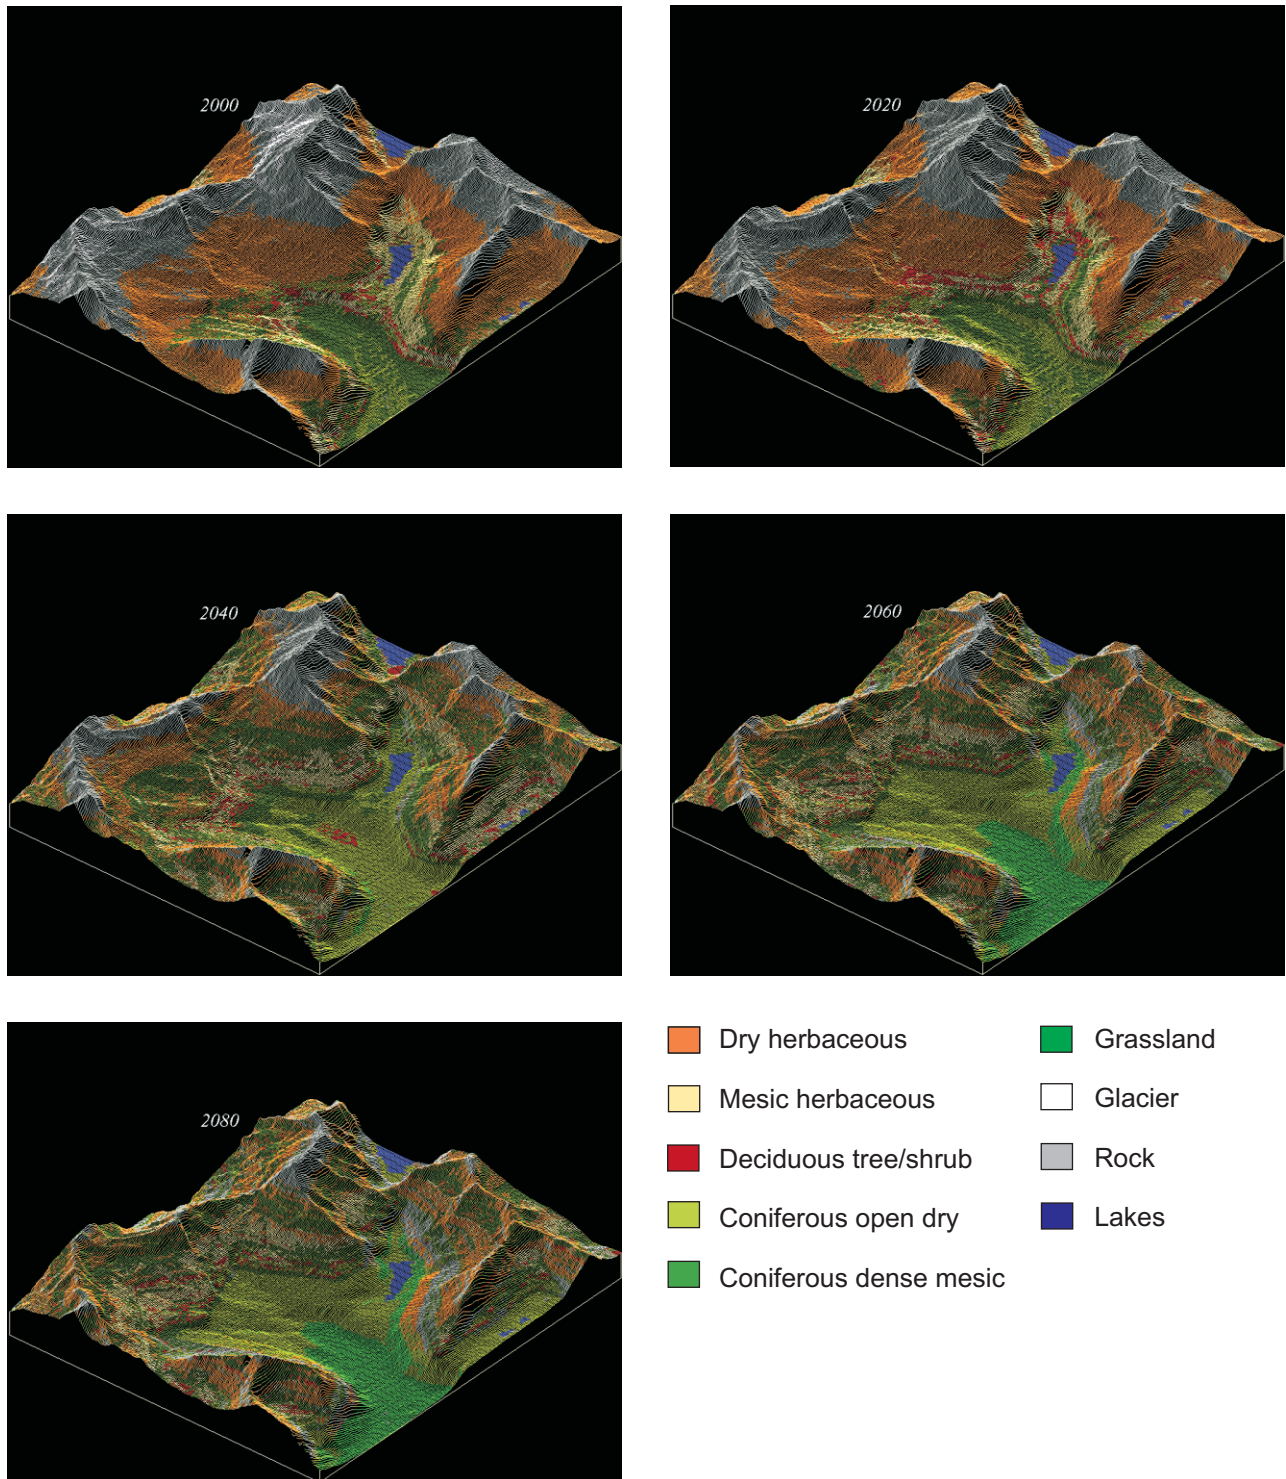 2000
2020
2040
2060
2080
Dry herbaceous
Mesic herbaceous
Deciduous tree/shrub
Coniferous open dry
Coniferous dense mesic
Grassland
Glacier
Rock
Lakes